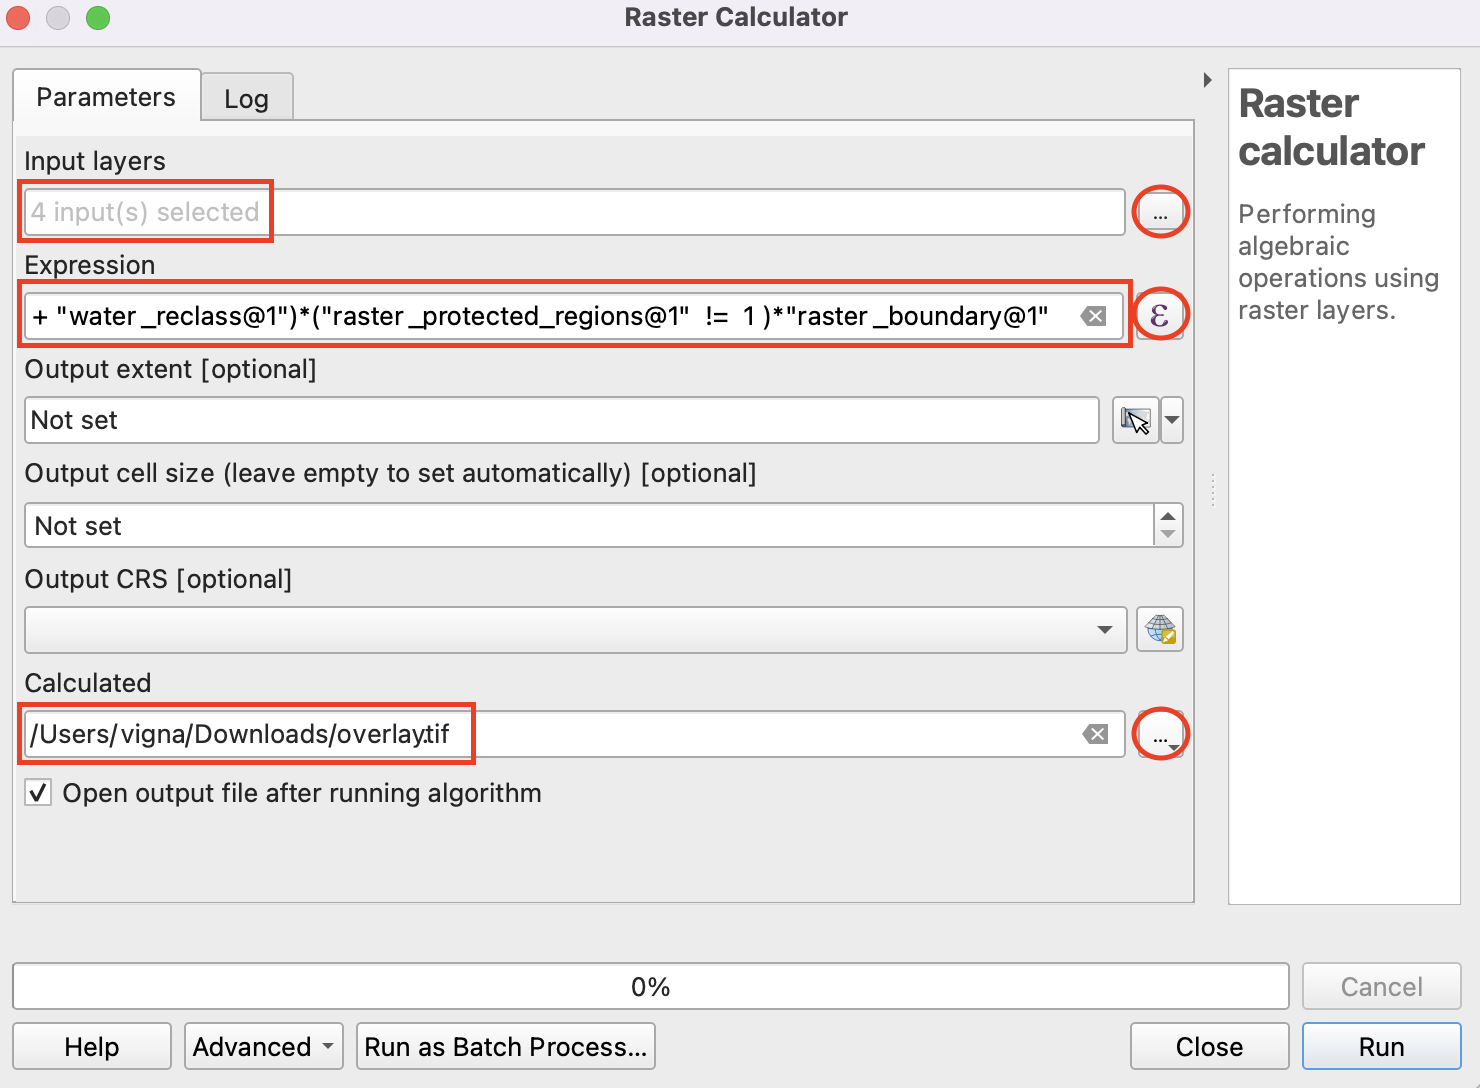 Raster Calculator
Parameters
Log
Input layers
4 input(s) selected
...
Expression
+ "water_reclass@1")*("raster_protected_regions@1" != 1 )*"raster_boundary@1"
ε
Output extent [optional]
Not set
Output cell size (leave empty to set automatically) [optional]
Not set
Output CRS [optional]
Calculated
/Users/vigna/Downloads/overlay.tif
...
Open output file after running algorithm
Raster
calculator
Performing
algebraic
operations using
raster layers.
0%
Cancel
Help
Advanced
Run as Batch Process...
Close
Run